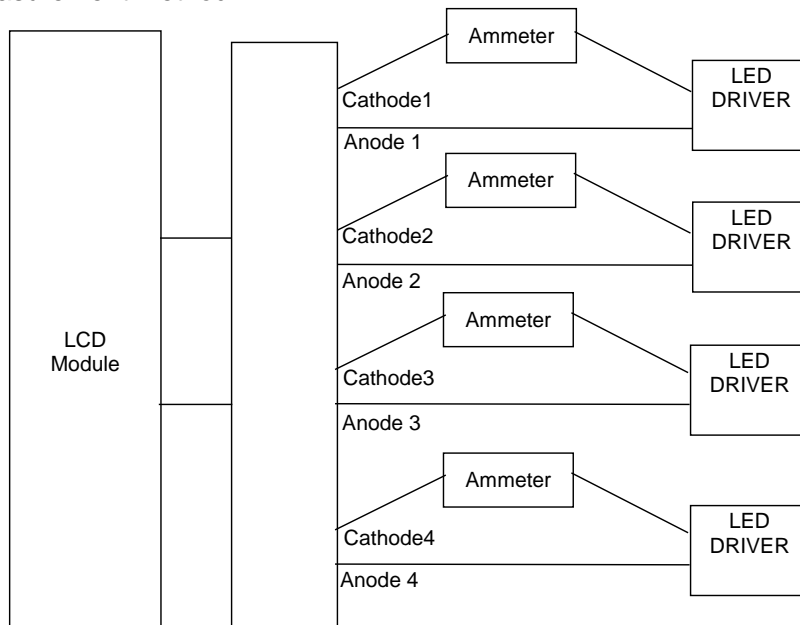 Ammeter
LED
DRIVER
Cathode1
Anode 1
Ammeter
LED
DRIVER
Cathode2
Anode 2
LCD
Module
Ammeter
LED
DRIVER
Cathode3
Anode 3
Ammeter
LED
DRIVER
Cathode4
Anode 4